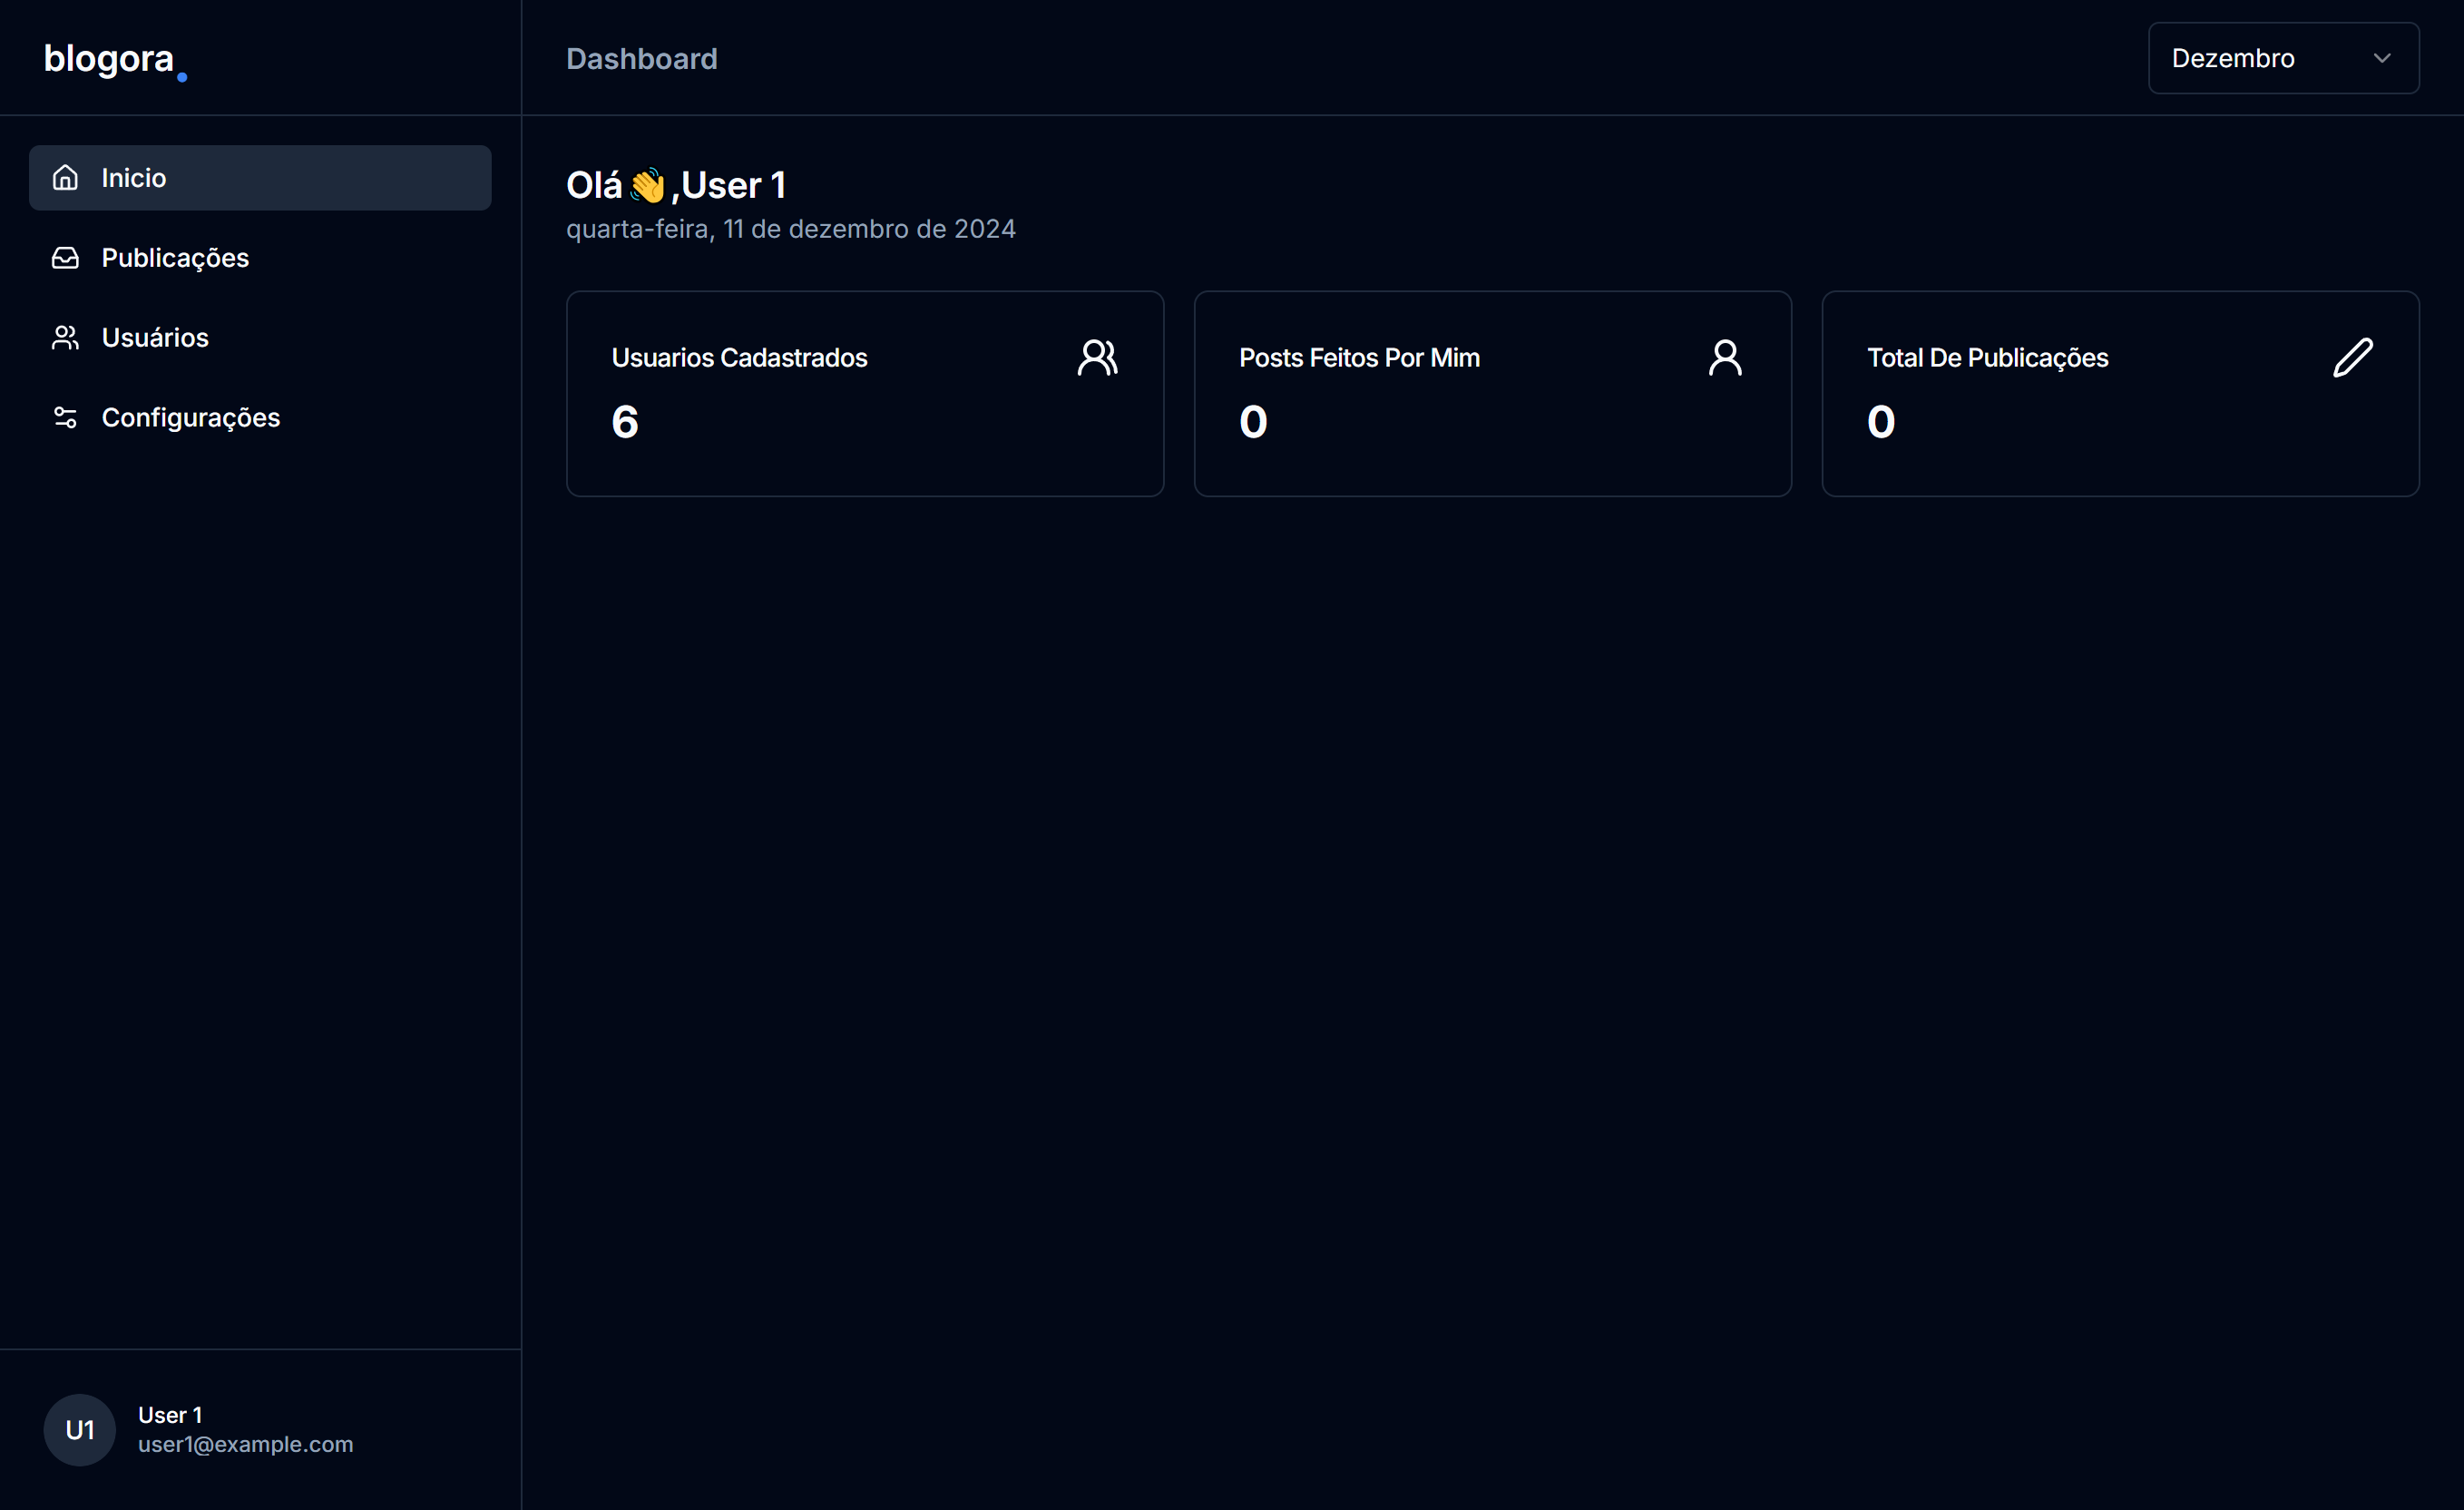 blogora.
Dashboard
Dezembro
Inicio
Publicações
Usuários
Configurações
Olá👋,User 1
quarta-feira, 11 de dezembro de 2024
Usuarios Cadastrados
6
Posts Feitos Por Mim
0
Total De Publicações
0
U1
User 1
user1@example.com